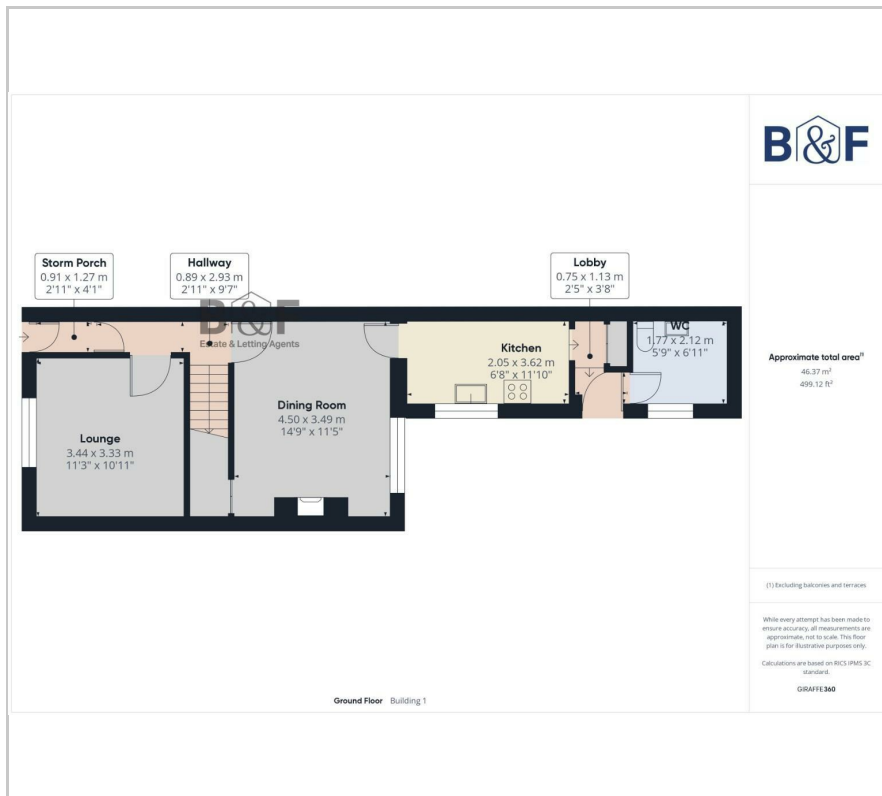 B&F
Storm Porch
0.91 x 1.27 m
2'11" x 4'1"
Hallway
0.89 x 2.93 m
2'11" x 9'7"
Lobby
0.75 x 1.13 m
2'5" x 3'8"
B&F
Estate & Letting Agents
WC
1.77 x 2.12 m
5'9" x 6'11"
Kitchen
2.05 x 3.62 m
6'8" x 11'10"
Dining Room
4.50 x 3.49 m
14'9" x 11'5"
Lounge
3.44 x 3.33 m
11'3" x 10'11"
Approximate total area⁽¹⁾
46.37 m²
499.12 ft²
(1) Excluding balconies and terraces
While every attempt has been made to
ensure accuracy, all measurements are
approximate, not to scale. This floor
plan is for illustrative purposes only.
Calculations are based on RICS IPMS 3C
standard.
GIRAFFE360
Ground Floor Building 1